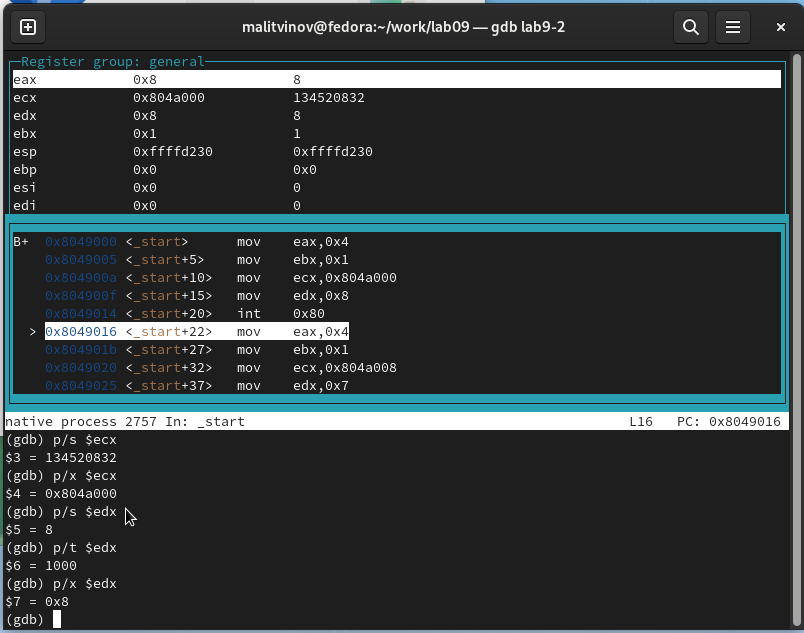 malitvinov@fedora:~/work/lab09 — gdb lab9-2
Register group: general
eax 0x8 8
ecx 0x804a000 134520832
edx 0x8 8
ebx 0x1 1
esp 0xffffd230 0xffffd230
ebp 0x0 0x0
esi 0x0 0
edi 0x0 0
B+ 0x8049000 <_start> mov eax,0x4
0x8049005 <_start+5> mov ebx,0x1
0x804900a <_start+10> mov ecx,0x804a000
0x804900f <_start+15> mov edx,0x8
0x8049014 <_start+20> int 0x80
> 0x8049016 <_start+22> mov eax,0x4
0x804901b <_start+27> mov ebx,0x1
0x8049020 <_start+32> mov ecx,0x804a008
0x8049025 <_start+37> mov edx,0x7
native process 2757 In: _start L16 PC: 0x8049016
(gdb) p/s $ecx
$3 = 134520832
(gdb) p/x $ecx
$4 = 0x804a000
(gdb) p/s $edx
$5 = 8
(gdb) p/t $edx
$6 = 1000
(gdb) p/x $edx
$7 = 0x8
(gdb)